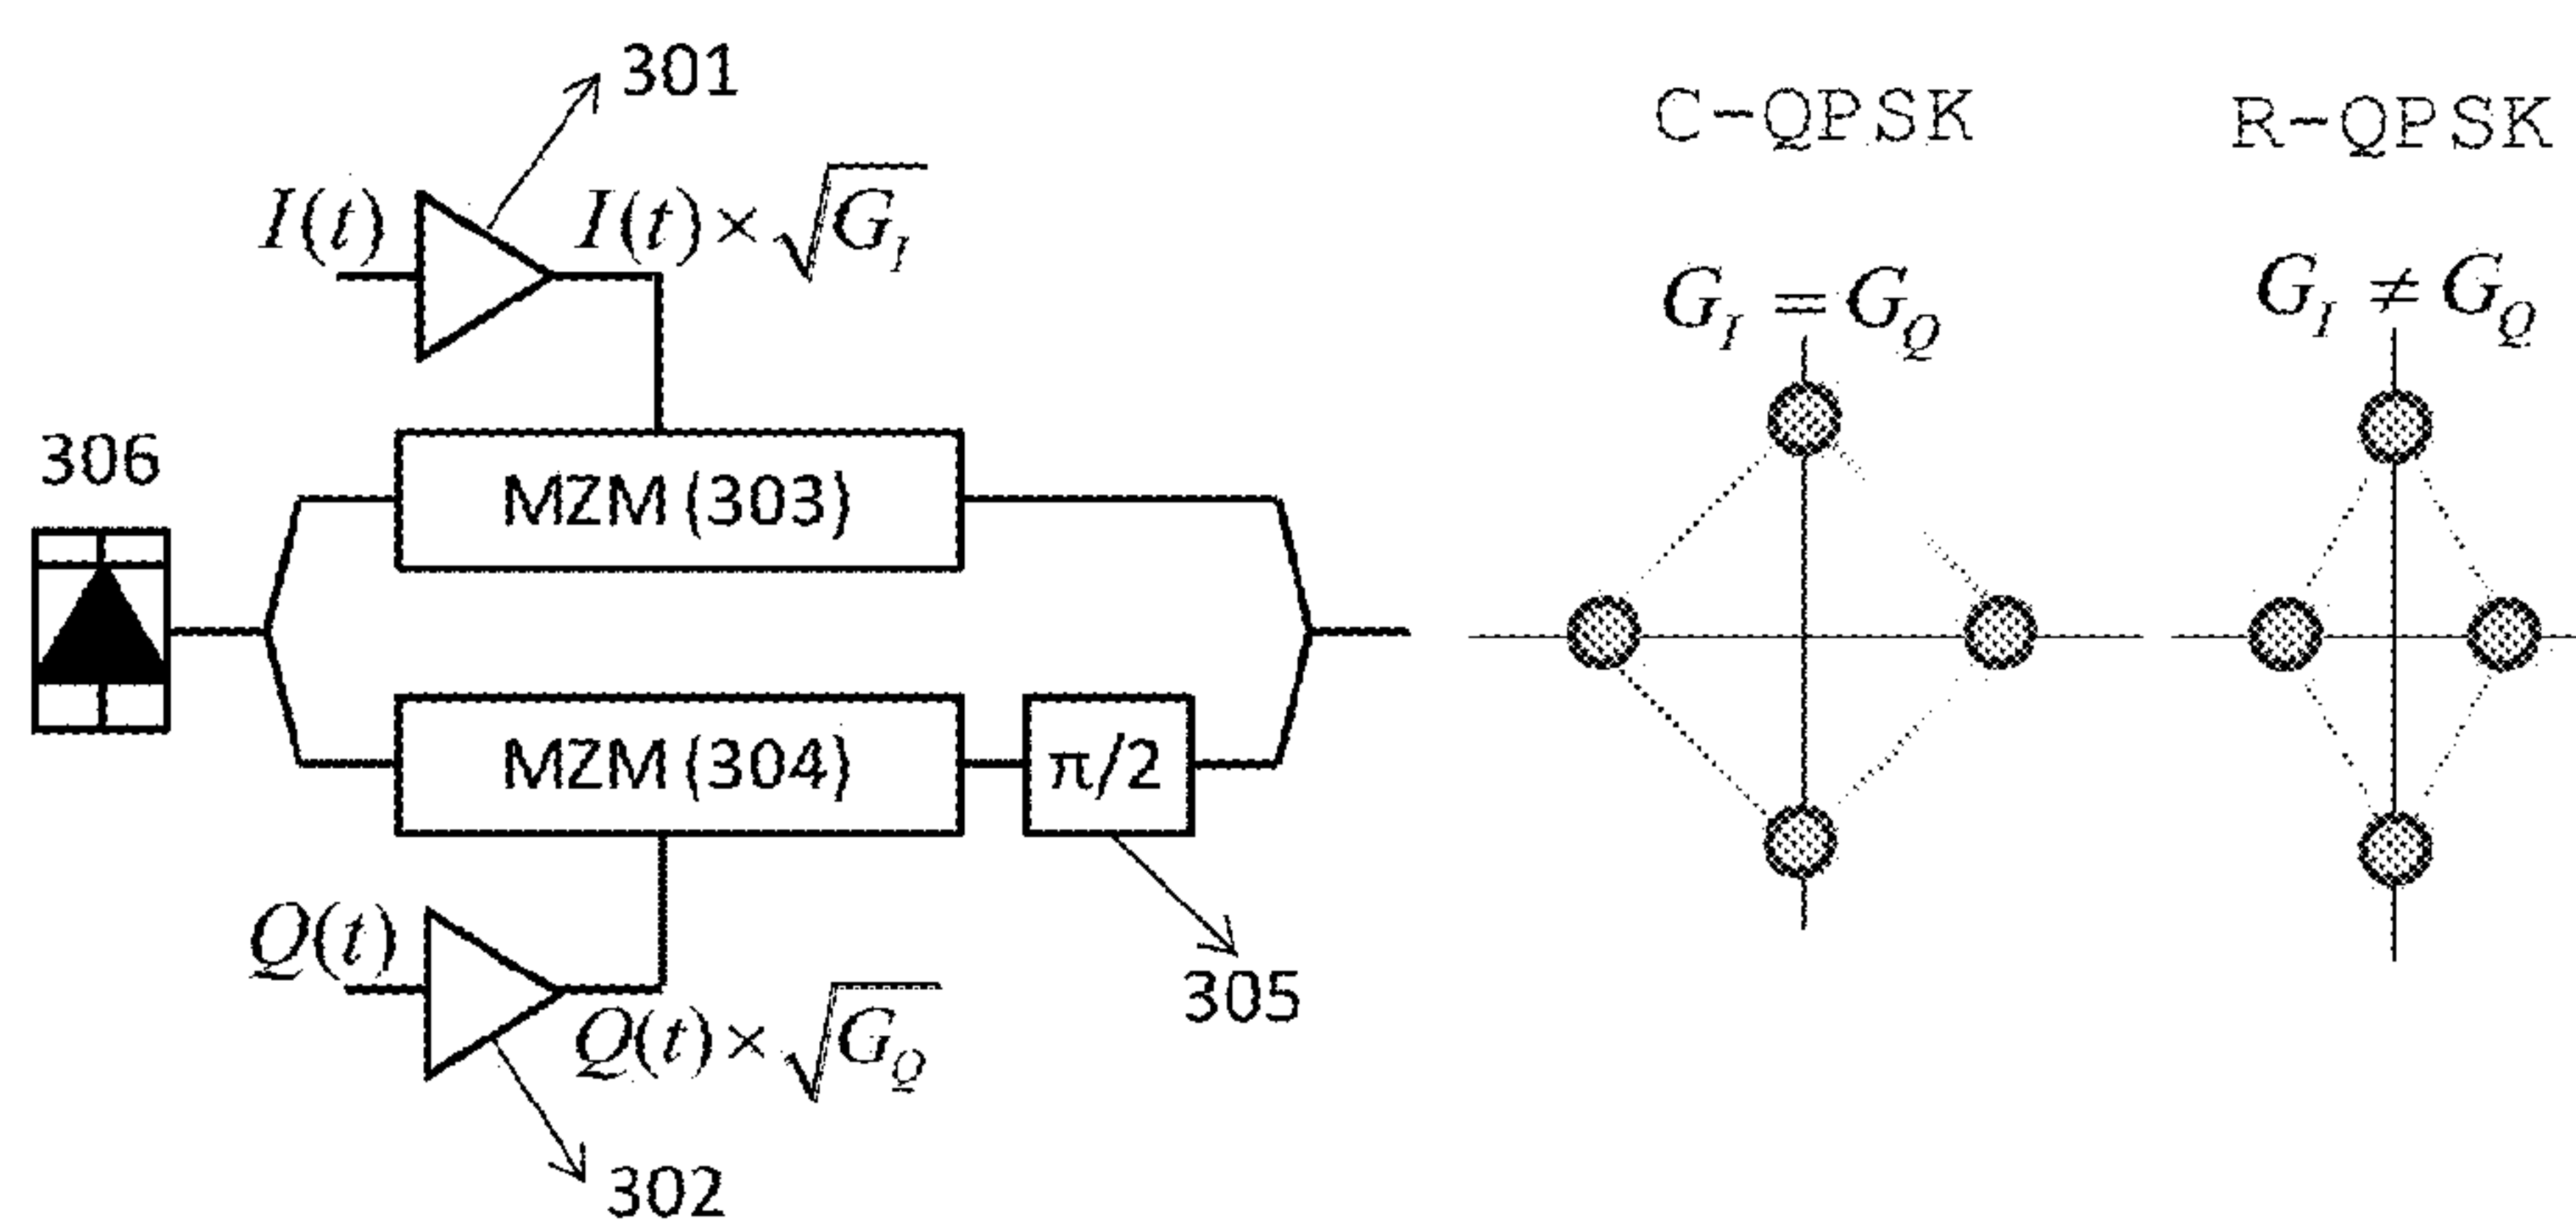 301
C-QPSK
R-QPSK
I(t)
I(t)×√G_I
G_I = G_Q
G_I ≠ G_Q
306
MZM (303)
MZM (304)
π/2
Q(t)
Q(t)×√G_Q
305
302